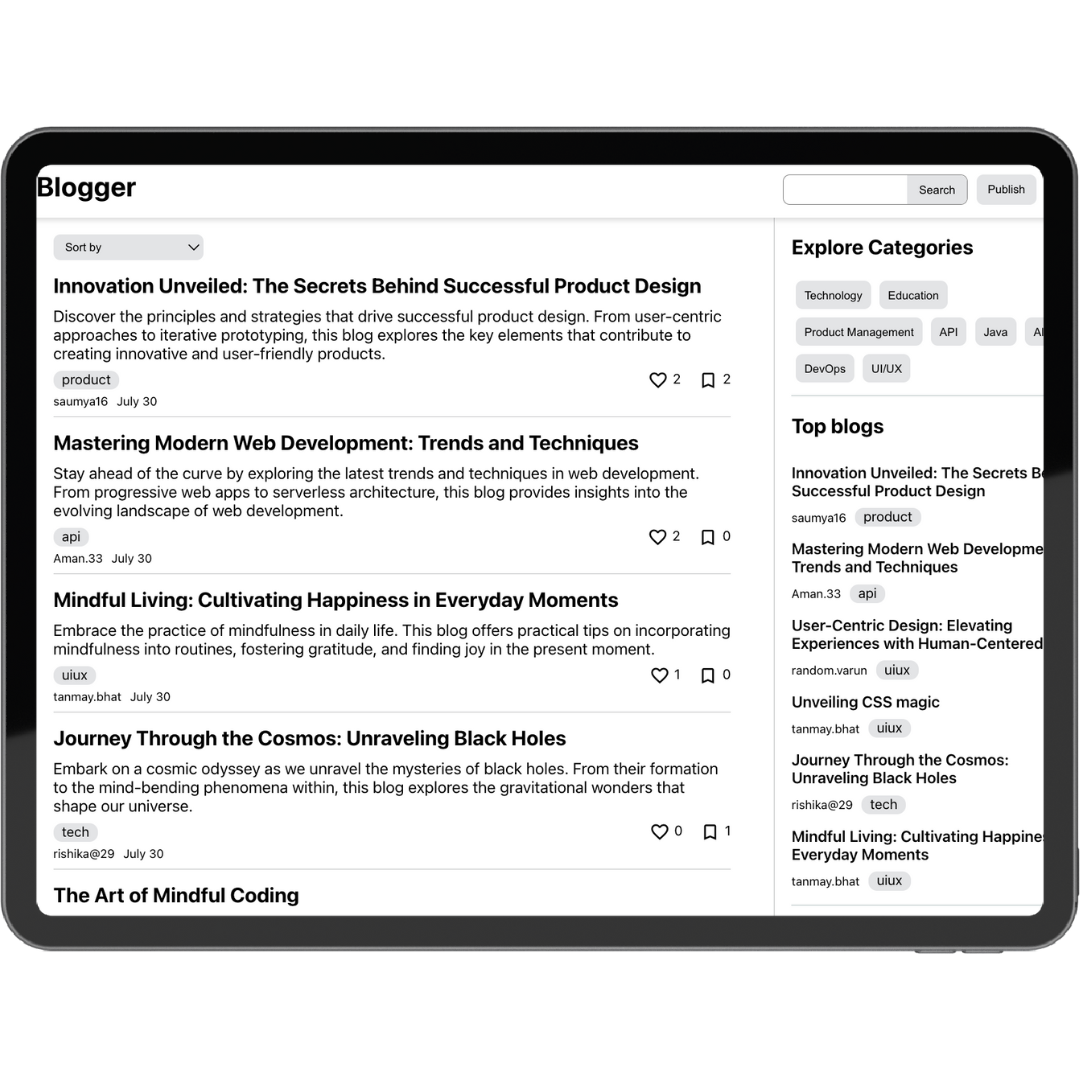 Blogger
Search
Publish
Sort by
Innovation Unveiled: The Secrets Behind Successful Product Design
Discover the principles and strategies that drive successful product design. From user-centric
approaches to iterative prototyping, this blog explores the key elements that contribute to
creating innovative and user-friendly products.
product
2
2
saumya16 July 30
Mastering Modern Web Development: Trends and Techniques
Stay ahead of the curve by exploring the latest trends and techniques in web development.
From progressive web apps to serverless architecture, this blog provides insights into the
evolving landscape of web development.
api
2
0
Aman.33 July 30
Mindful Living: Cultivating Happiness in Everyday Moments
Embrace the practice of mindfulness in daily life. This blog offers practical tips on incorporating
mindfulness into routines, fostering gratitude, and finding joy in the present moment.
uiux
1
0
tanmay.bhat July 30
Journey Through the Cosmos: Unraveling Black Holes
Embark on a cosmic odyssey as we unravel the mysteries of black holes. From their formation
to the mind-bending phenomena within, this blog explores the gravitational wonders that
shape our universe.
tech
0
1
rishika@29 July 30
The Art of Mindful Coding
Explore Categories
Technology Education
Product Management API Java
DevOps UI/UX
Top blogs
Innovation Unveiled: The Secrets
Successful Product Design
saumya16 product
Mastering Modern Web
Trends and Techniques
Aman.33 api
User-Centric Design: Elevating
Experiences with Human-Centered
random.varun uiux
Unveiling CSS magic
tanmay.bhat uiux
Journey Through the Cosmos:
Unraveling Black Holes
rishika@29 tech
Mindful Living: Cultivating
Everyday Moments
tanmay.bhat uiux